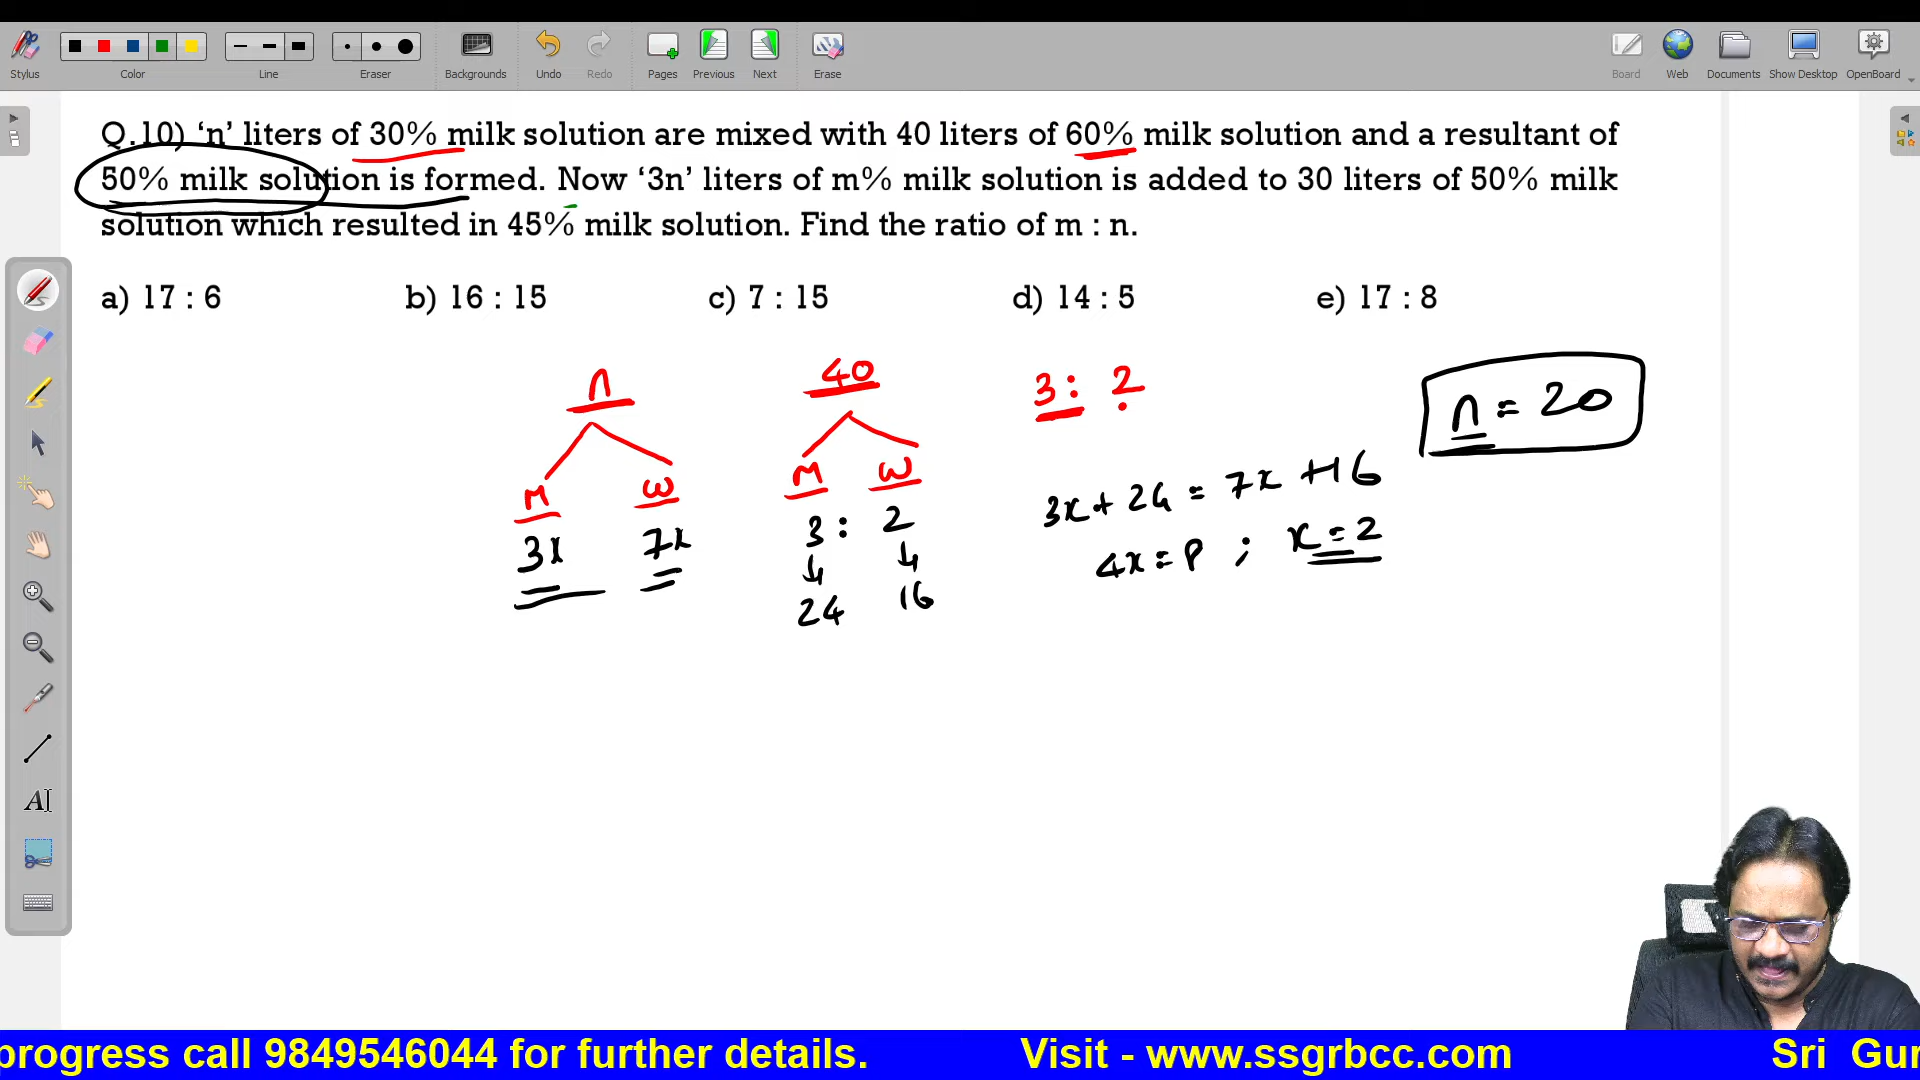 Stylus Color Line Eraser Backgrounds Undo Redo Pages Previous Next Erase Board Web Documents Show Desktop OpenBoard
Q.10) ‘n’ liters of 30% milk solution are mixed with 40 liters of 60% milk solution and a resultant of
50% milk solution is formed. Now ‘3n’ liters of m% milk solution is added to 30 liters of 50% milk
solution which resulted in 45% milk solution. Find the ratio of m : n.
a) 17 : 6 b) 16 : 15 c) 7 : 15 d) 14 : 5 e) 17 : 8
n 40 3 : 2 n = 20
M W M W
3x 7x 3 : 2
24 16
3x + 24 = 7x + 16
4x = 8 ; x = 2
AI
progress call 9849546044 for further details. Visit - www.ssgrbcc.com Sri Gur